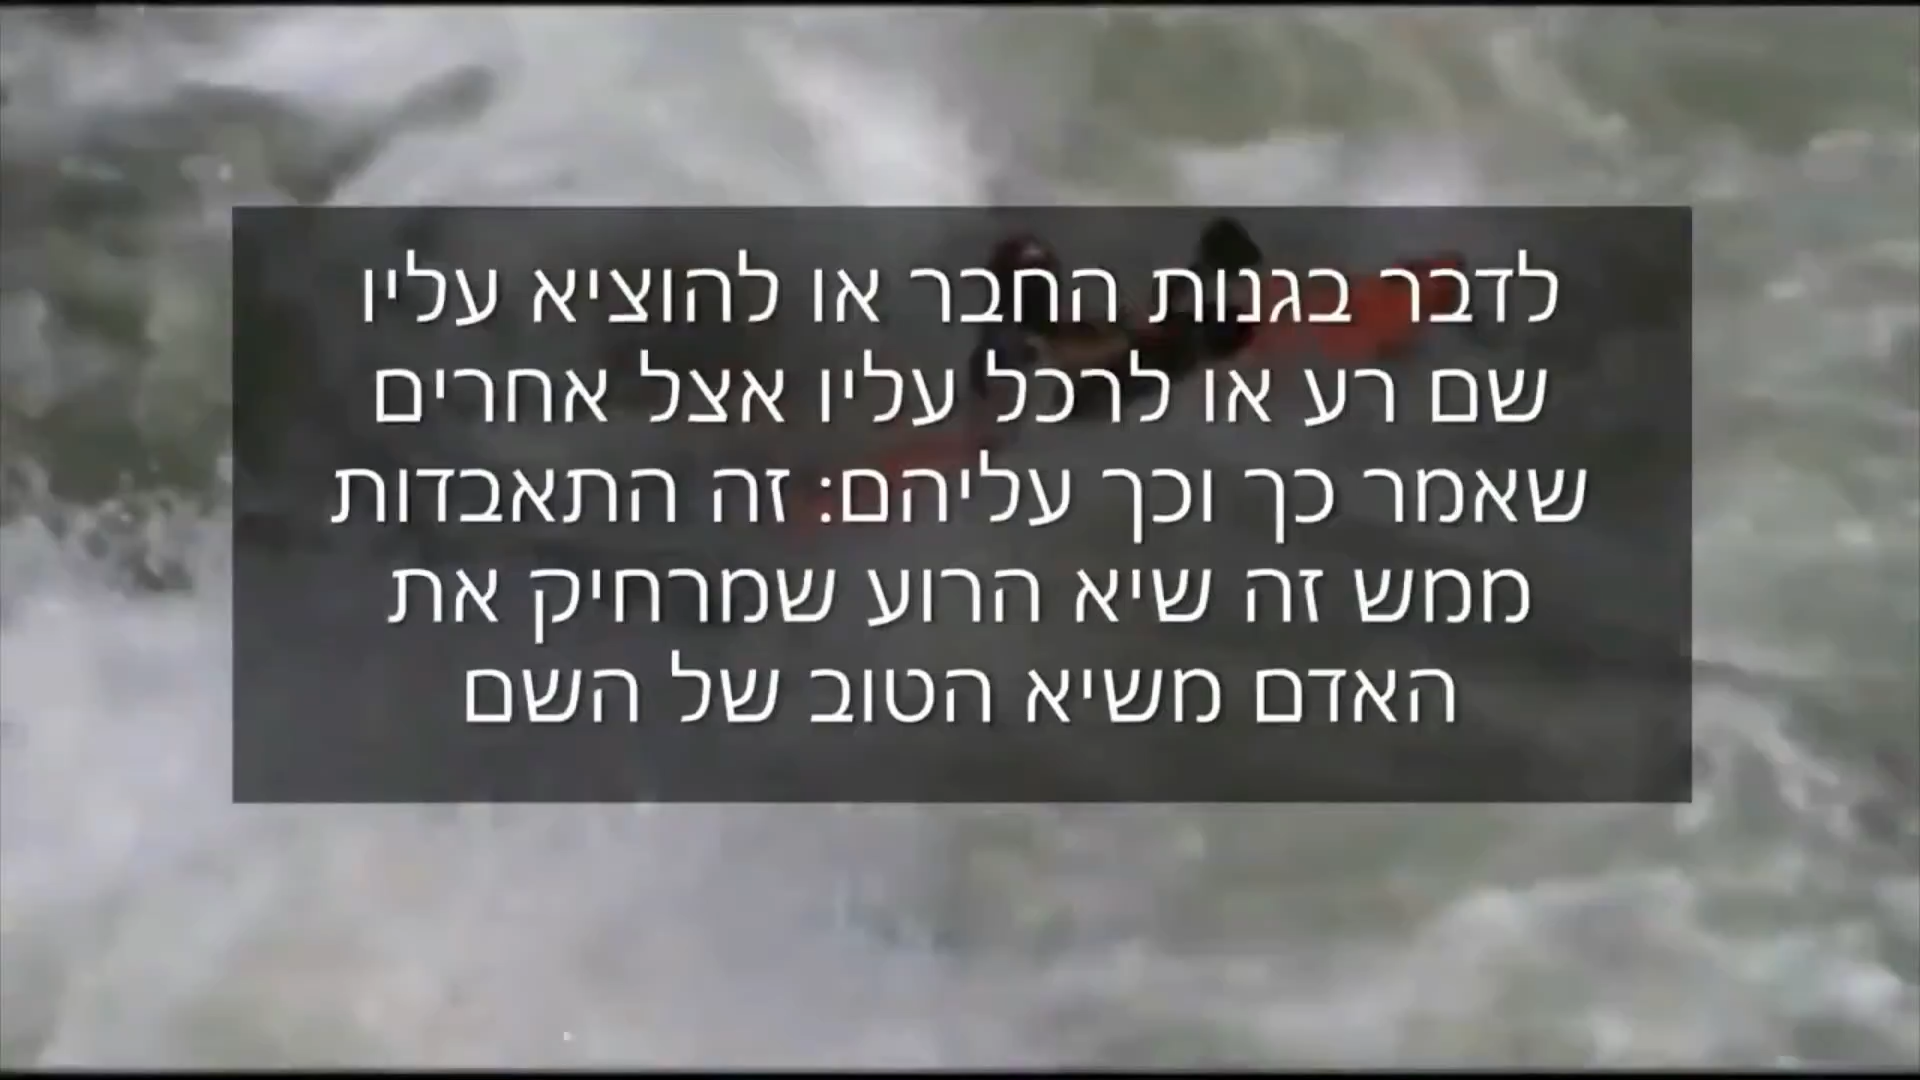 לדבר בגנות החבר או להוציא עליו
שם רע או לרכל עליו אצל אחרים
שאמר כך וכך עליהם: זה התאבדות
ממש זה שיא הרוע שמרחיק את
האדם משיא הטוב של השם